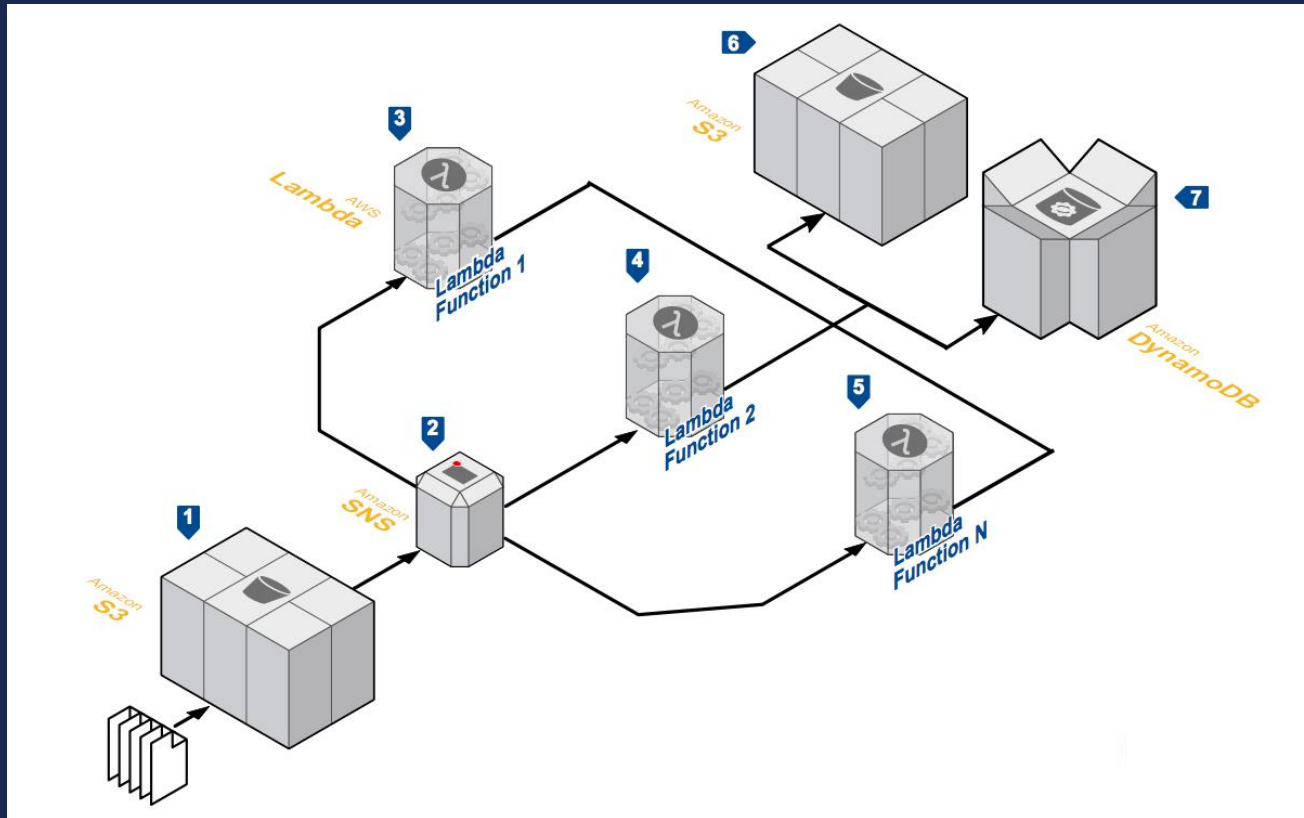 1
Amazon
S3
2
Amazon
SNS
3
AWS
Lambda
Lambda
Function 1
4
Lambda
Function 2
5
Lambda
Function N
6
Amazon
S3
7
Amazon
DynamoDB